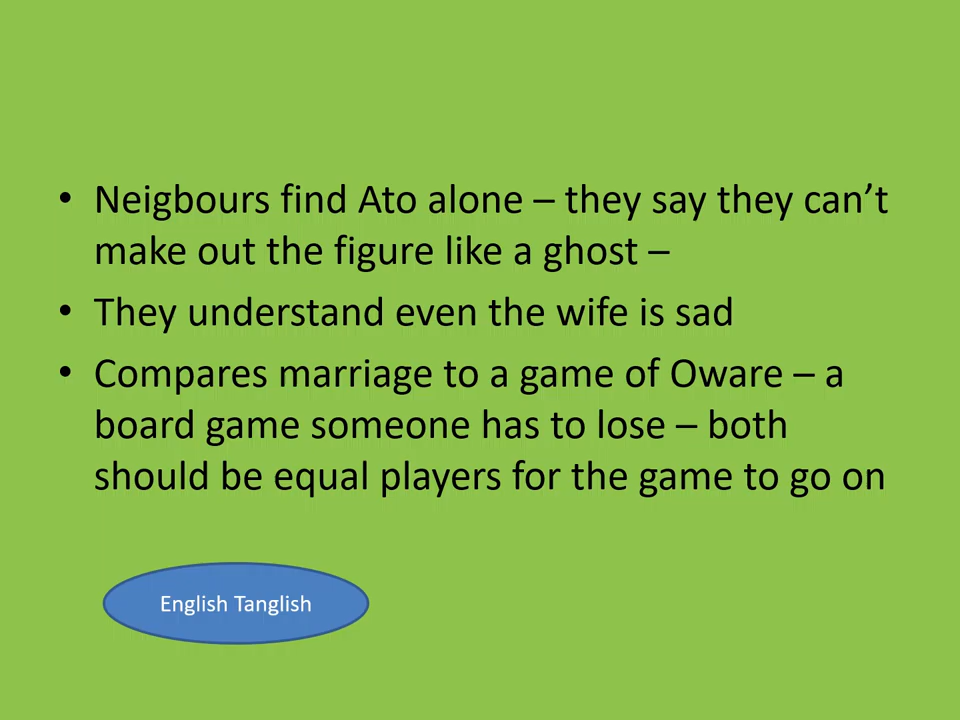 • Neigbours find Ato alone – they say they can’t
make out the figure like a ghost –
• They understand even the wife is sad
• Compares marriage to a game of Oware – a
board game someone has to lose – both
should be equal players for the game to go on
English Tanglish